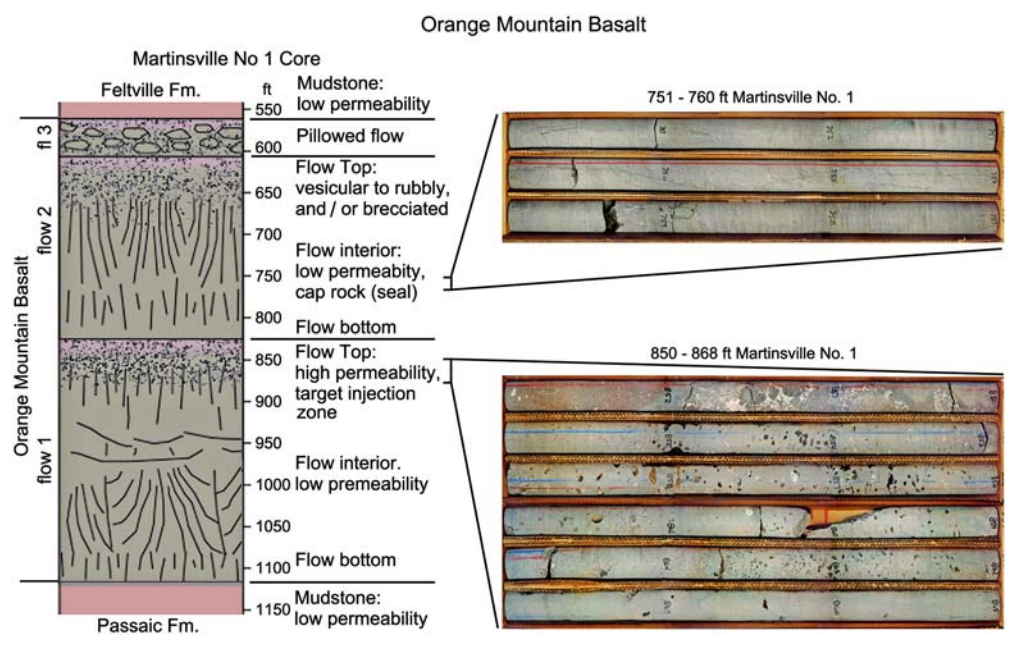 Orange Mountain Basalt
Martinsville No 1 Core
Feltville Fm.
ft
Mudstone:
low permeability
550
fl 3
Pillowed flow
600
Flow Top:
vesicular to rubbly,
and / or brecciated
650
flow 2
700
Flow interior:
low permeabity,
cap rock (seal)
750
800
Flow bottom
Orange Mountain Basalt
Flow Top:
high permeability,
target injection
zone
850
900
flow 1
950
Flow interior.
low premeability
1000
1050
Flow bottom
1100
Mudstone:
low permeability
1150
Passaic Fm.
751 - 760 ft Martinsville No. 1
850 - 868 ft Martinsville No. 1